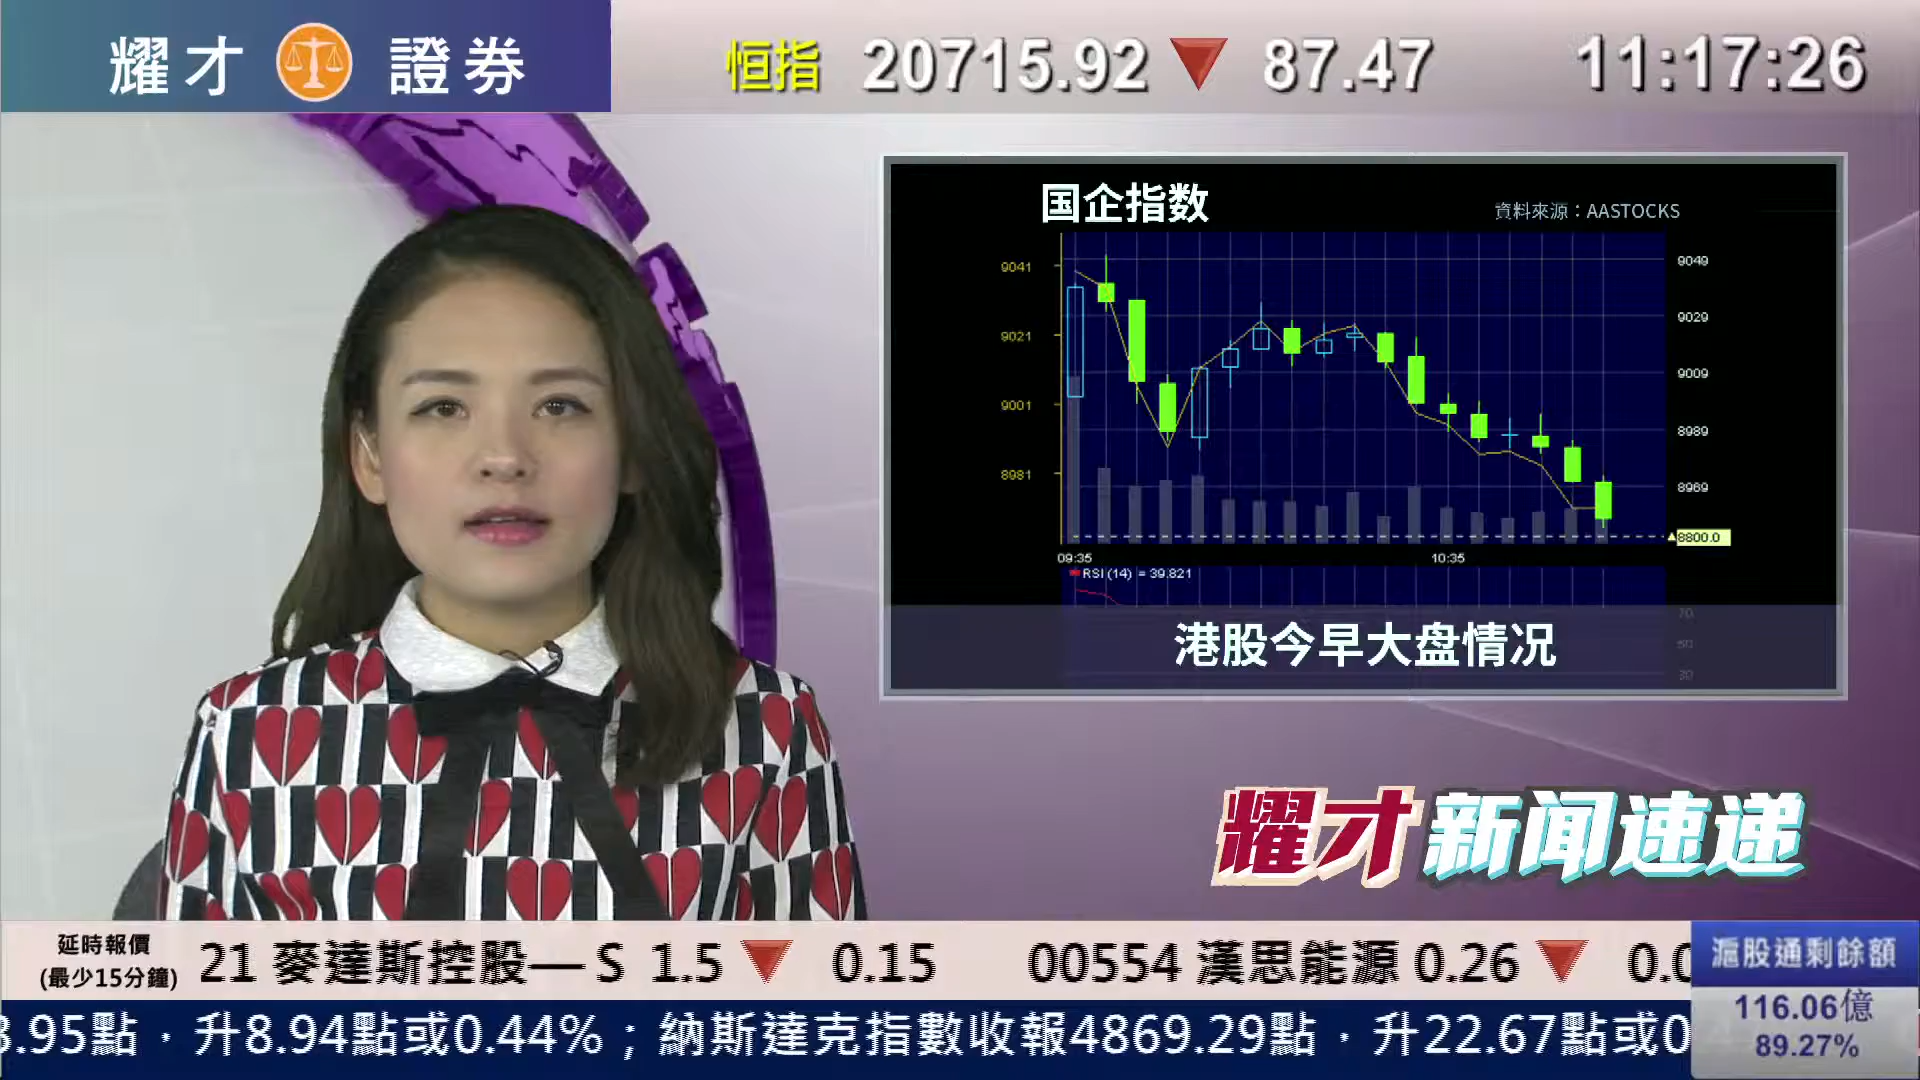 耀才 證券
恒指 20715.92 ▼ 87.47 11:17:26
国企指数
資料來源：AASTOCKS
9041
9021
9001
8981
9049
9029
9009
8989
8969
8800.0
09:35 10:35
RSI (14) = 39.821
70
50
30
港股今早大盘情况
耀才新闻速递
延時報價
(最少15分鐘)
21 麥達斯控股—S 1.5 ▼ 0.15 00554 漢思能源 0.26 ▼ 0.0
滬股通剩餘額
116.06億
89.27%
3.95點，升8.94點或0.44%；納斯達克指數收報4869.29點，升22.67點或0